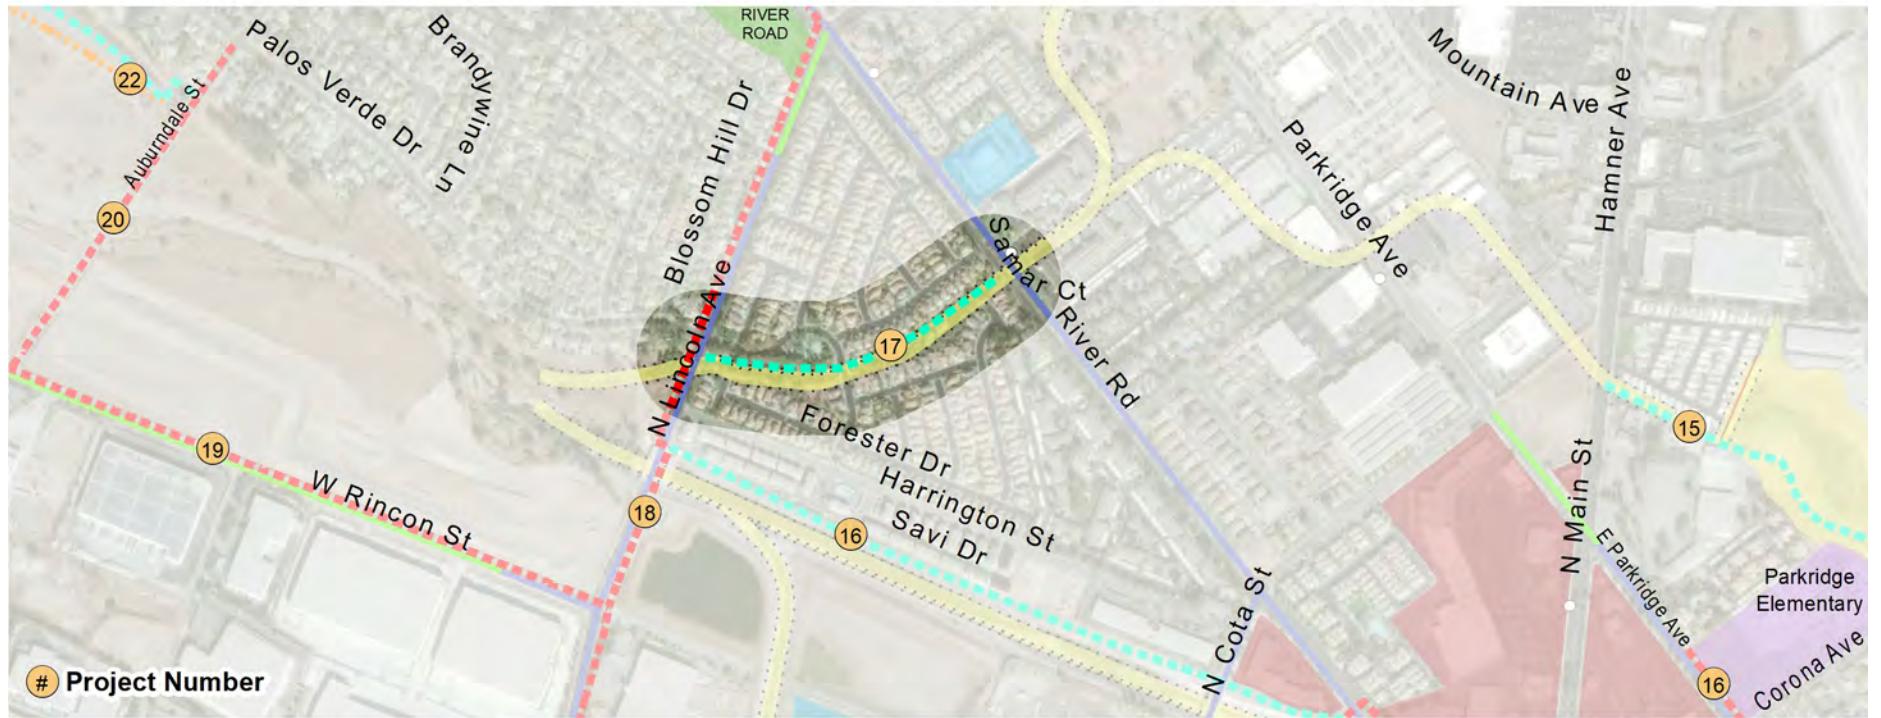 RIVER
ROAD
22
Palos Verde Dr
Brandywine Ln
Auburndale St
20
Blossom Hill Dr
Mountain Ave
Hamner Ave
Parkridge Ave
Samar Ct
River Rd
N Lincoln Ave
17
Forester Dr
Harrington St
Savi Dr
19
W Rincon St
18
16
15
N Main St
E Parkridge Ave
Parkridge
Elementary
N Cota St
16
Corona Ave
# Project Number